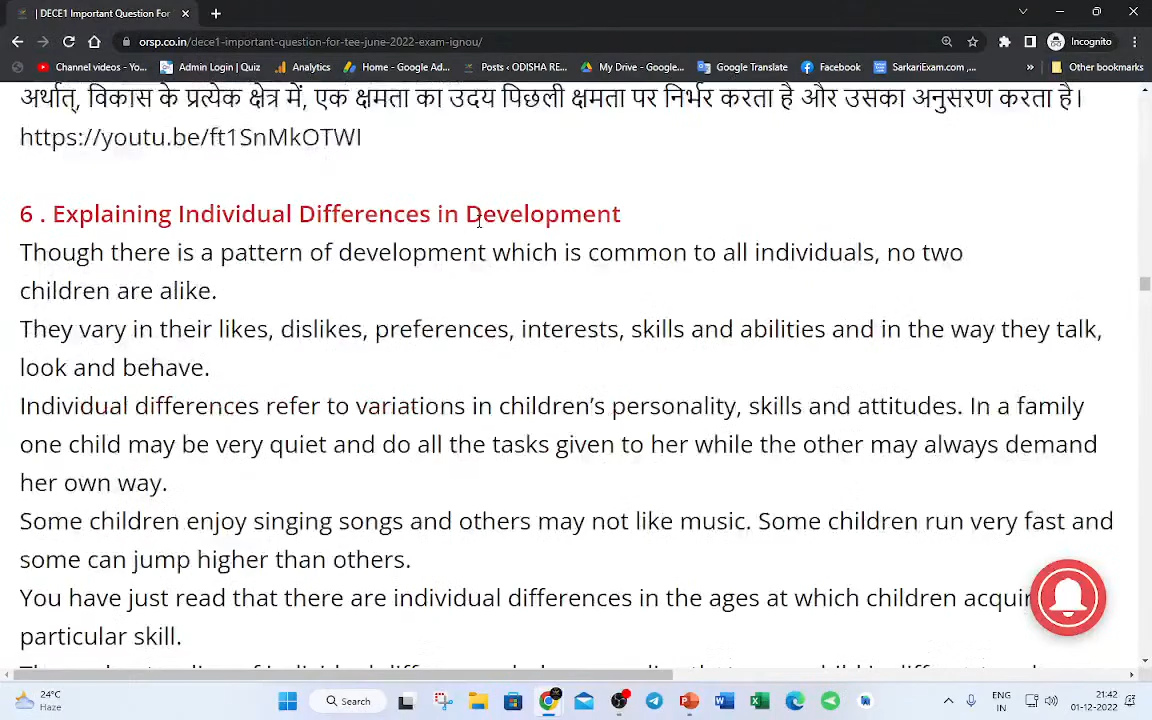 | DECE1 Important Question For
orsp.co.in/dece1-important-question-for-tee-june-2022-exam-ignou/
Incognito
Channel videos - Yo...
Admin Login | Quiz
Analytics
Home - Google Ad...
Posts ‹ ODISHA RE...
My Drive - Google...
Google Translate
Facebook
SarkariExam.com ,...
»
Other bookmarks
अर्थात्, विकास के प्रत्येक क्षेत्र में, एक क्षमता का उदय पिछली क्षमता पर निर्भर करता है और उसका अनुसरण करता है।
https://youtu.be/ft1SnMkOTWI
6 . Explaining Individual Differences in Development
Though there is a pattern of development which is common to all individuals, no two
children are alike.
They vary in their likes, dislikes, preferences, interests, skills and abilities and in the way they talk,
look and behave.
Individual differences refer to variations in children's personality, skills and attitudes. In a family
one child may be very quiet and do all the tasks given to her while the other may always demand
her own way.
Some children enjoy singing songs and others may not like music. Some children run very fast and
some can jump higher than others.
You have just read that there are individual differences in the ages at which children acquir
particular skill.
24°C
Haze
Search
ENG
IN
21:42
01-12-2022